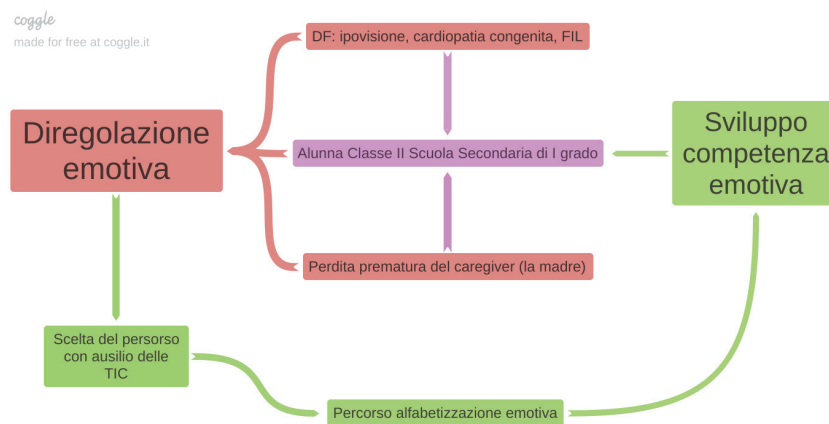 coggle
made for free at coggle.it
DF: ipovisione, cardiopatia congenita, FIL
Diregolazione
emotiva
Alunna Classe II Scuola Secondaria di I grado
Sviluppo
competenza
emotiva
Perdita prematura del caregiver (la madre)
Scelta del persorso
con ausilio delle
TIC
Percorso alfabetizzazione emotiva